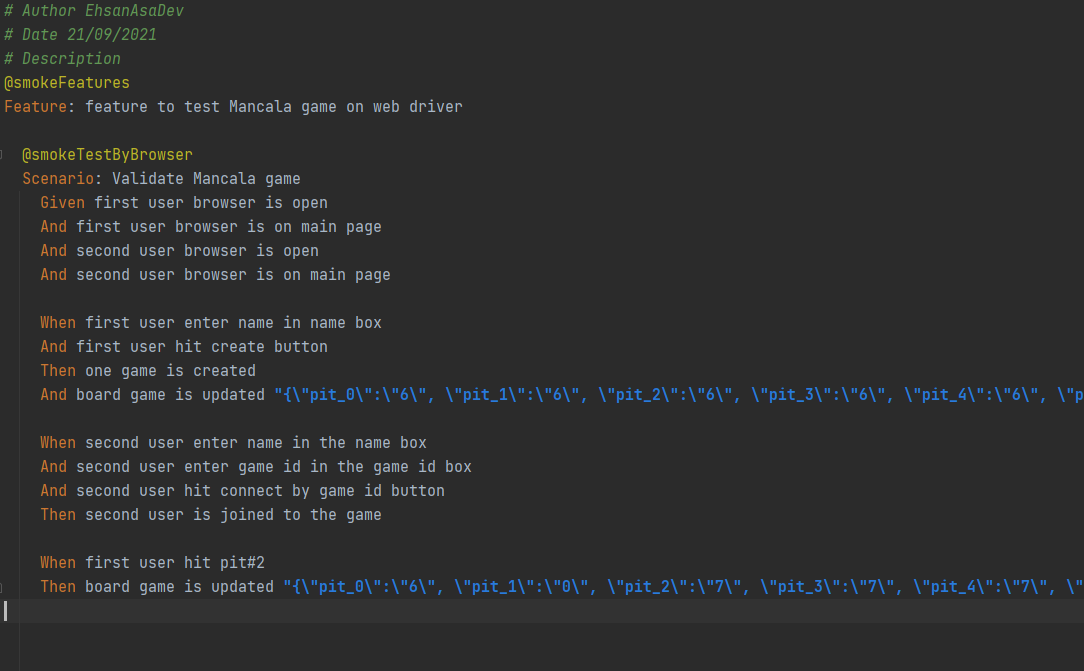 # Author EhsanAsaDev
# Date 21/09/2021
# Description
@smokeFeatures
Feature: feature to test Mancala game on web driver
@smokeTestByBrowser
Scenario: Validate Mancala game
Given first user browser is open
And first user browser is on main page
And second user browser is open
And second user browser is on main page
When first user enter name in name box
And first user hit create button
Then one game is created
And board game is updated "{\"pit_0\":\"6\", \"pit_1\":\"6\", \"pit_2\":\"6\", \"pit_3\":\"6\", \"pit_4\":\"6\", \"p
When second user enter name in the name box
And second user enter game id in the game id box
And second user hit connect by game id button
Then second user is joined to the game
When first user hit pit#2
Then board game is updated "{\"pit_0\":\"6\", \"pit_1\":\"0\", \"pit_2\":\"7\", \"pit_3\":\"7\", \"pit_4\":\"7\", \"